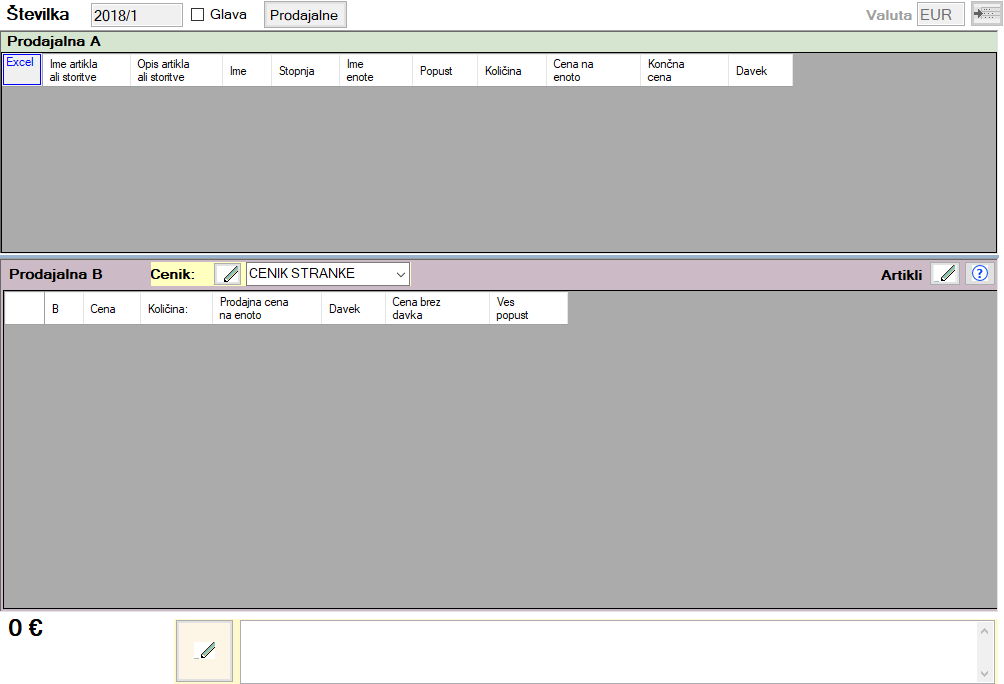 Številka 2018/1 Glava Prodajalne Valuta EUR
Prodajalna A
Excel Ime artikla ali storitve Opis artikla ali storitve Ime Stopnja Ime enote Popust Količina Cena na enoto Končna cena Davek
Prodajalna B Cenik: CENIK STRANKE Artikli ?
B Cena Količina: Prodajna cena na enoto Davek Cena brez davka Ves popust
0 €